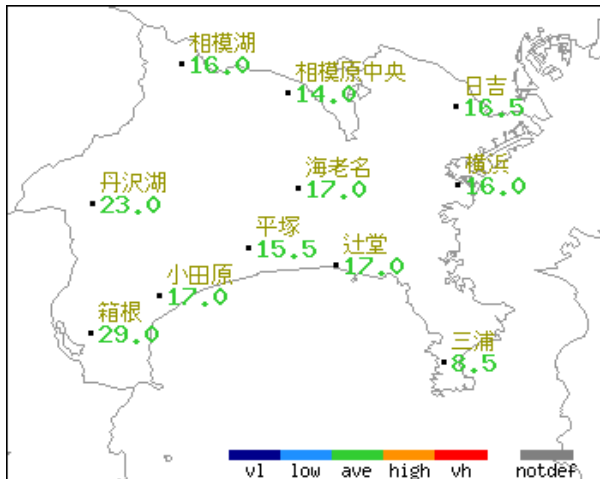 相模湖
16.0
相模原中央
14.0
日吉
16.5
丹沢湖
23.0
海老名
17.0
横浜
16.0
平塚
15.5
辻堂
17.0
小田原
17.0
箱根
29.0
三浦
8.5
vl low ave high vh notdef